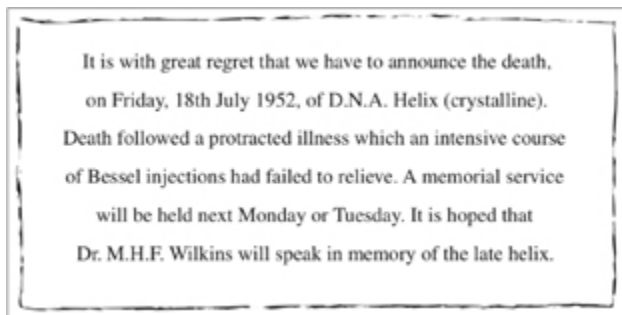 It is with great regret that we have to announce the death,
on Friday, 18th July 1952, of D.N.A. Helix (crystalline).
Death followed a protracted illness which an intensive course
of Bessel injections had failed to relieve. A memorial service
will be held next Monday or Tuesday. It is hoped that
Dr. M.H.F. Wilkins will speak in memory of the late helix.